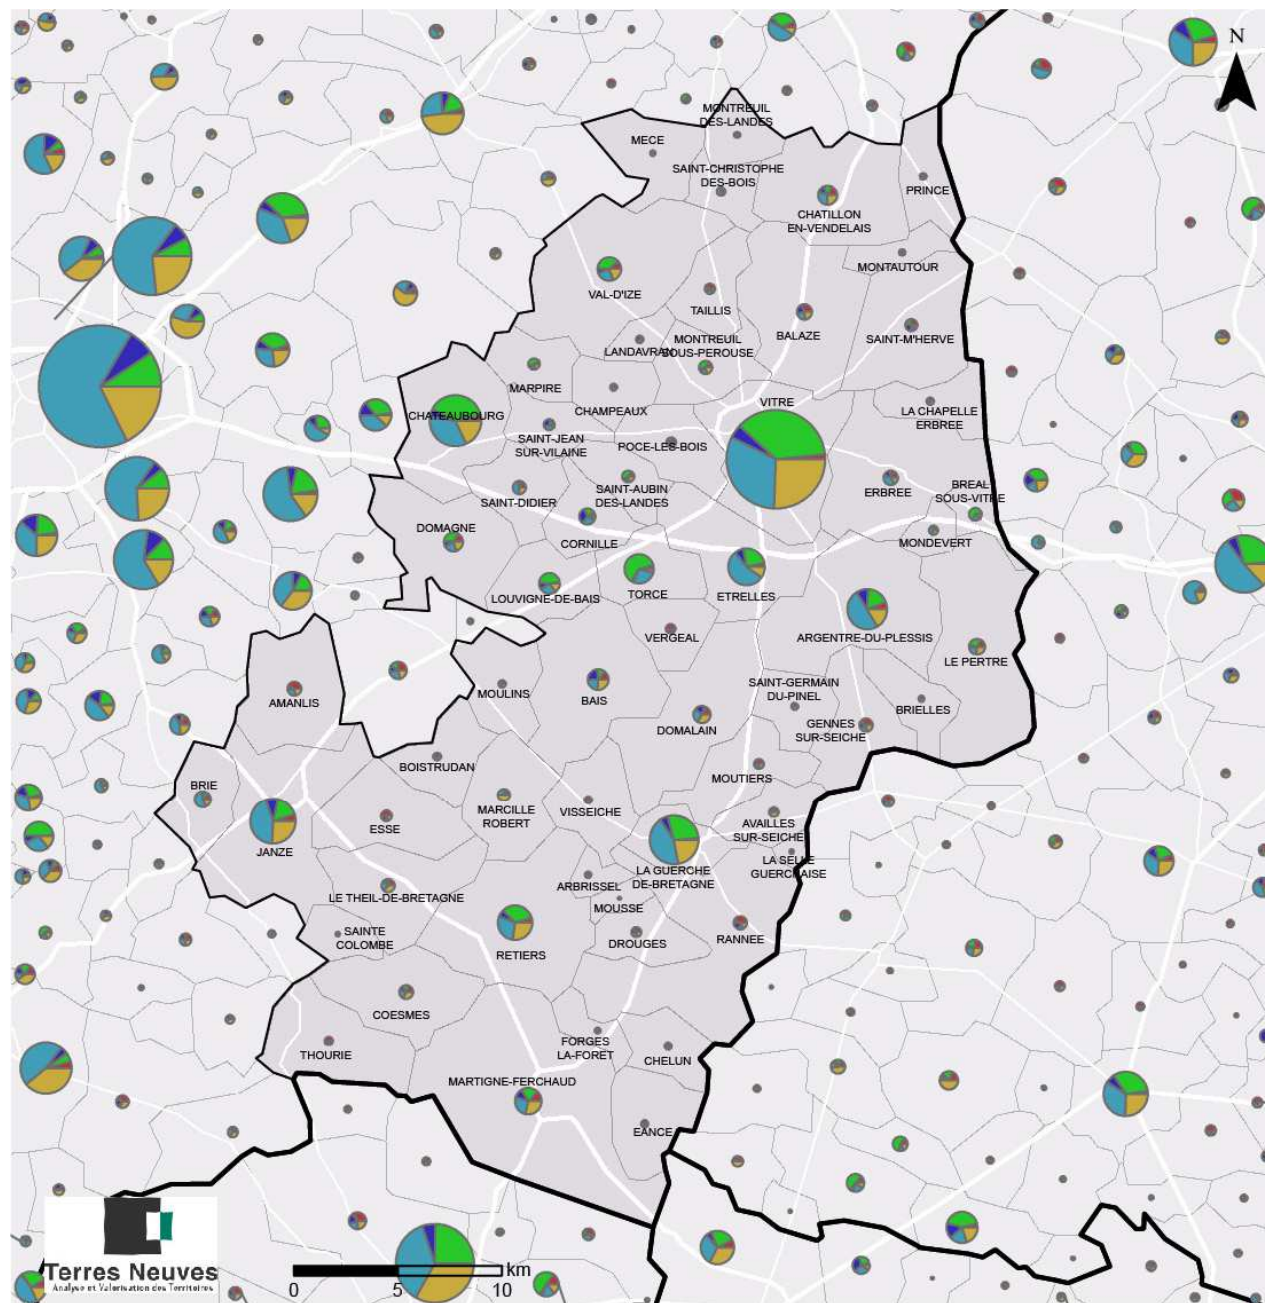 N
MONTREUIL
DES-LANDES
MECE
SAINT-CHRISTOPHE
DES-BOIS
PRINCE
CHATILLON
EN-VENDELAIS
MONTAUTOUR
VAL-D'IZE
TAILLIS
BALAZE
SAINT-M'HERVE
LANDAVRAN
MONTREUIL
SOUS-PEROUSE
MARPIRE
CHAMPEAUX
VITRE
LA CHAPELLE
ERBREE
CHATEAUBOURG
SAINT-JEAN
SUR-VILAINE
POCE-LES-BOIS
SAINT-DIDIER
SAINT-AUBIN
DES-LANDES
ERBREE
BREAL
SOUS-VITRE
DOMAGNE
CORNILLE
MONDEVERT
LOUVIGNE-DE-BAIS
TORCE
ETRELLES
VERGEAL
ARGENTRE-DU-PLESSIS
LE PERTRE
AMANLIS
MOULINS
BAIS
SAINT-GERMAIN
DU-PINEL
BRIELLES
DOMALAIN
GENNES
SUR-SEICHE
BOISTRUDAN
MOUTIERS
BRIE
JANZE
ESSE
MARCILLE
ROBERT
VISSEICHE
AVAILLES
SUR-SEICHE
LA GUERCHE
DE-BRETAGNE
LA SELLE
GUERCHAISE
LE THEIL-DE-BRETAGNE
ARBRISSEL
MOUSSE
SAINTE
COLOMBE
RETIERS
DROUGES
RANNEE
COESMES
THOURIE
FORGES
LA-FORET
CHELUN
MARTIGNE-FERCHAUD
EANCE
Terres Neuves
Analyse et Valorisation des Territoires
km
0 5 10